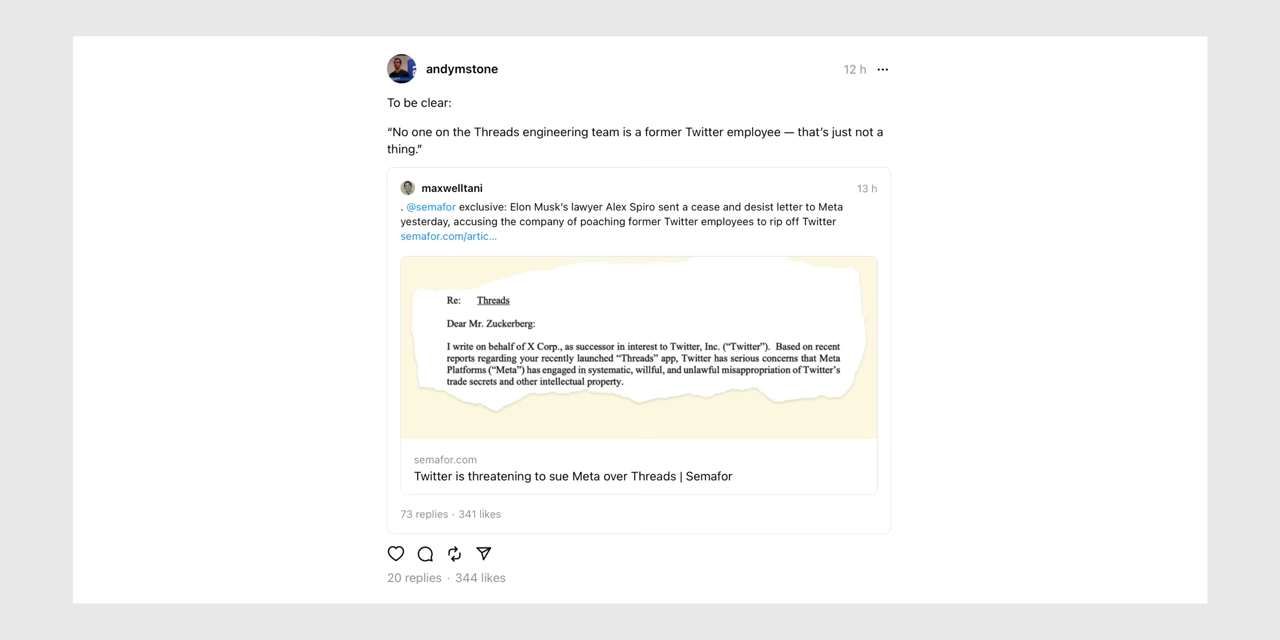 andymstone
12 h
To be clear:
“No one on the Threads engineering team is a former Twitter employee — that’s just not a
thing.”
maxwelltani
13 h
. @semafor exclusive: Elon Musk’s lawyer Alex Spiro sent a cease and desist letter to Meta
yesterday, accusing the company of poaching former Twitter employees to rip off Twitter
semafor.com/artic...
Re: Threads
Dear Mr. Zuckerberg:
I write on behalf of X Corp., as successor in interest to Twitter, Inc. (“Twitter”). Based on recent
reports regarding your recently launched “Threads” app, Twitter has serious concerns that Meta
Platforms (“Meta”) has engaged in systematic, willful, and unlawful misappropriation of Twitter’s
trade secrets and other intellectual property.
semafor.com
Twitter is threatening to sue Meta over Threads | Semafor
73 replies · 341 likes
20 replies · 344 likes